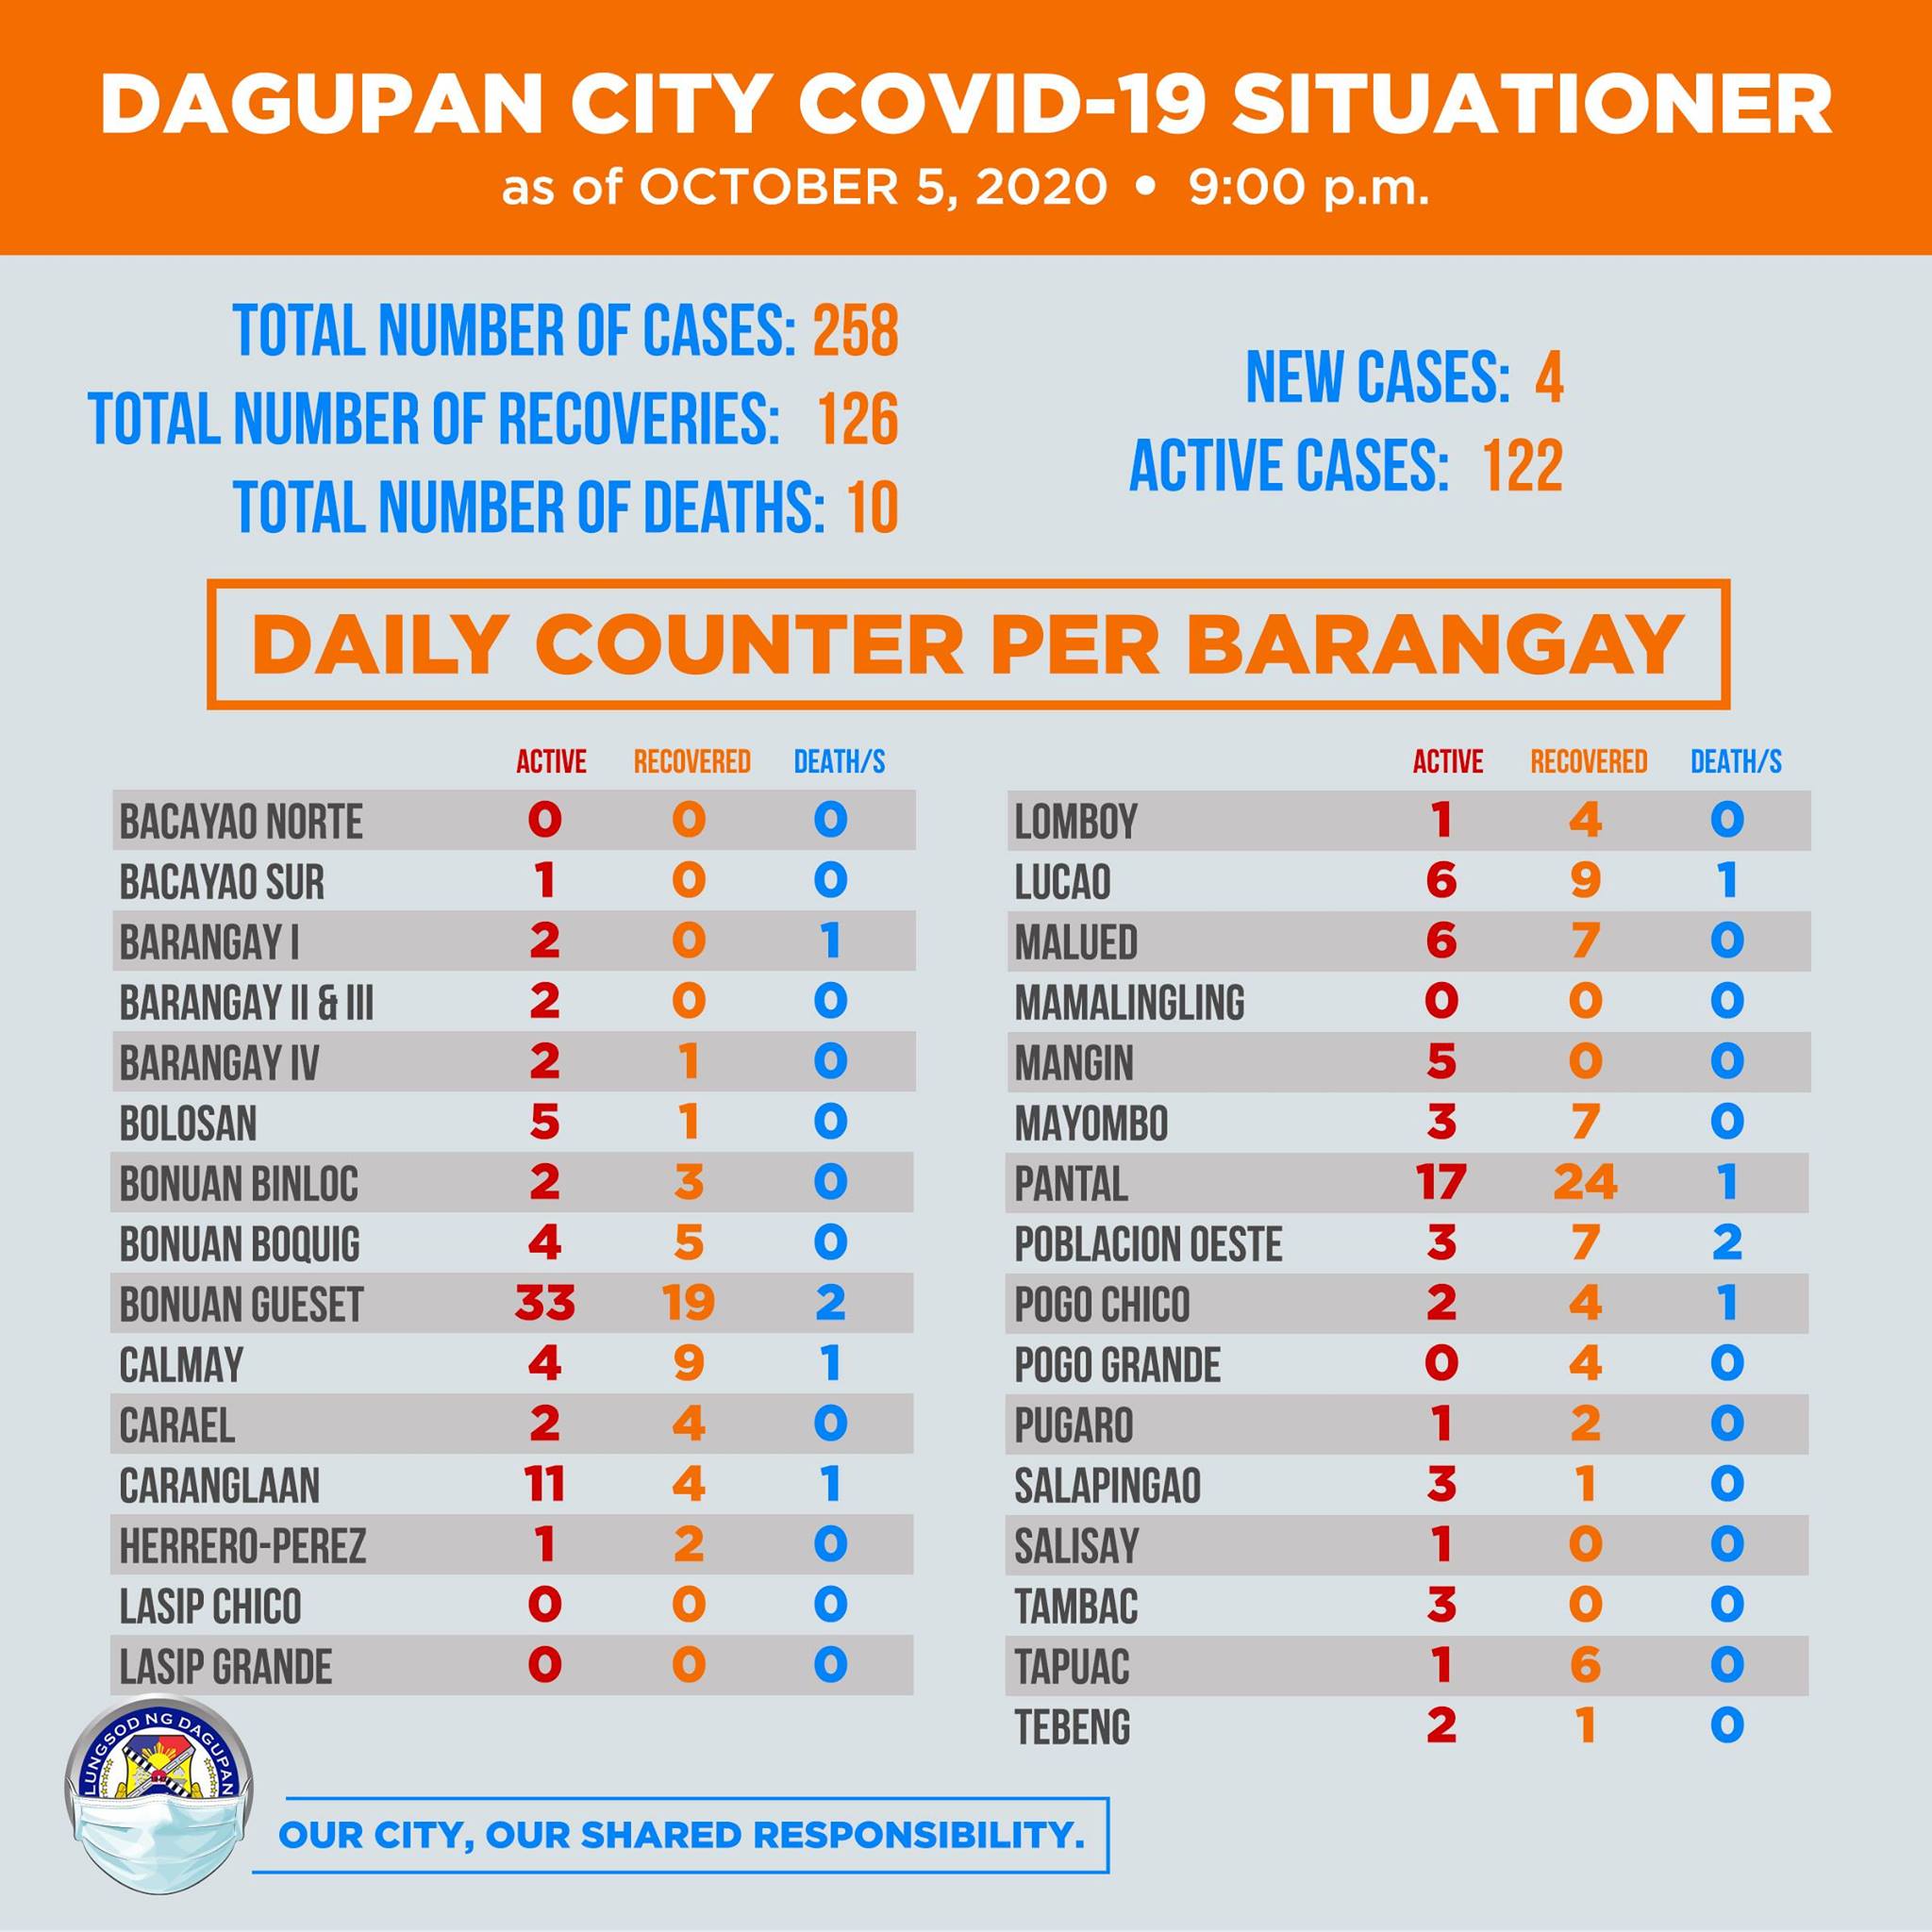 DAGUPAN CITY COVID-19 SITUATIONER
as of OCTOBER 5, 2020 • 9:00 p.m.
TOTAL NUMBER OF CASES: 258
TOTAL NUMBER OF RECOVERIES: 126
TOTAL NUMBER OF DEATHS: 10
NEW CASES: 4
ACTIVE CASES: 122
DAILY COUNTER PER BARANGAY
ACTIVE RECOVERED DEATH/S
BACAYAO NORTE 0 0 0
BACAYAO SUR 1 0 0
BARANGAY I 2 0 1
BARANGAY II & III 2 0 0
BARANGAY IV 2 1 0
BOLOSAN 5 1 0
BONUAN BINLOC 2 3 0
BONUAN BOQUIG 4 5 0
BONUAN GUESET 33 19 2
CALMAY 4 9 1
CARAEL 2 4 0
CARANGLAAN 11 4 1
HERRERO-PEREZ 1 2 0
LASIP CHICO 0 0 0
LASIP GRANDE 0 0 0
ACTIVE RECOVERED DEATH/S
LOMBOY 1 4 0
LUCAO 6 9 1
MALUED 6 7 0
MAMALINGLING 0 0 0
MANGIN 5 0 0
MAYOMBO 3 7 0
PANTAL 17 24 1
POBLACION OESTE 3 7 2
POGO CHICO 2 4 1
POGO GRANDE 0 4 0
PUGARO 1 2 0
SALAPINGAO 3 1 0
SALISAY 1 0 0
TAMBAC 3 0 0
TAPUAC 1 6 0
TEBENG 2 1 0
LUNGSOD NG DAGUPAN
OUR CITY, OUR SHARED RESPONSIBILITY.